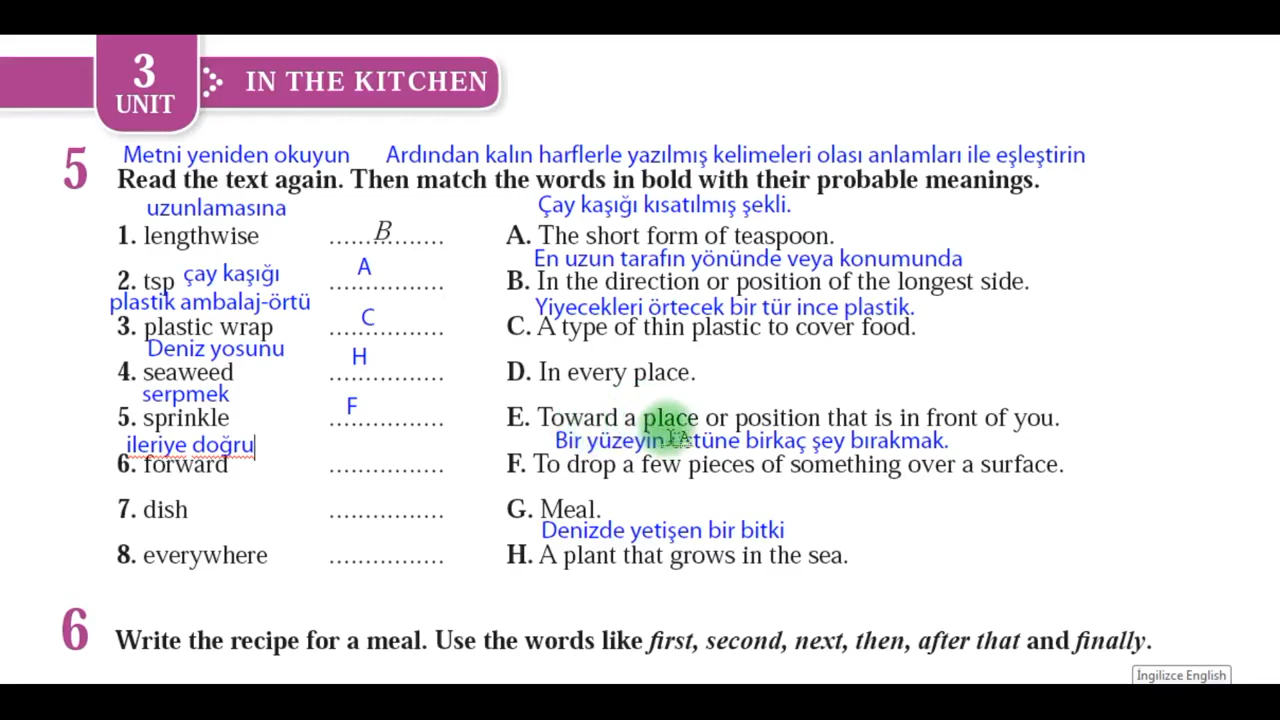 3
UNIT
IN THE KITCHEN
Metni yeniden okuyun Ardından kalın harflerle yazılmış kelimeleri olası anlamları ile eşleştirin
5 Read the text again. Then match the words in bold with their probable meanings.
uzunlamasına Çay kaşığı kısatılmış şekli.
1. lengthwise ....B.... A. The short form of teaspoon.
En uzun tarafın yönünde veya konumunda
2. tsp çay kaşığı A ................ B. In the direction or position of the longest side.
plastik ambalaj-örtü Yiyecekleri örtecek bir tür ince plastik.
3. plastic wrap C ................ C. A type of thin plastic to cover food.
Deniz yosunu
4. seaweed H ................ D. In every place.
serpmek
5. sprinkle F ................ E. Toward a place or position that is in front of you.
ileriye doğru Bir yüzeyin birkaç şey bırakmak.
6. forward ................ F. To drop a few pieces of something over a surface.
7. dish ................ G. Meal.
Denizde yetişen bir bitki
8. everywhere ................ H. A plant that grows in the sea.
6 Write the recipe for a meal. Use the words like first, second, next, then, after that and finally.
İngilizce English